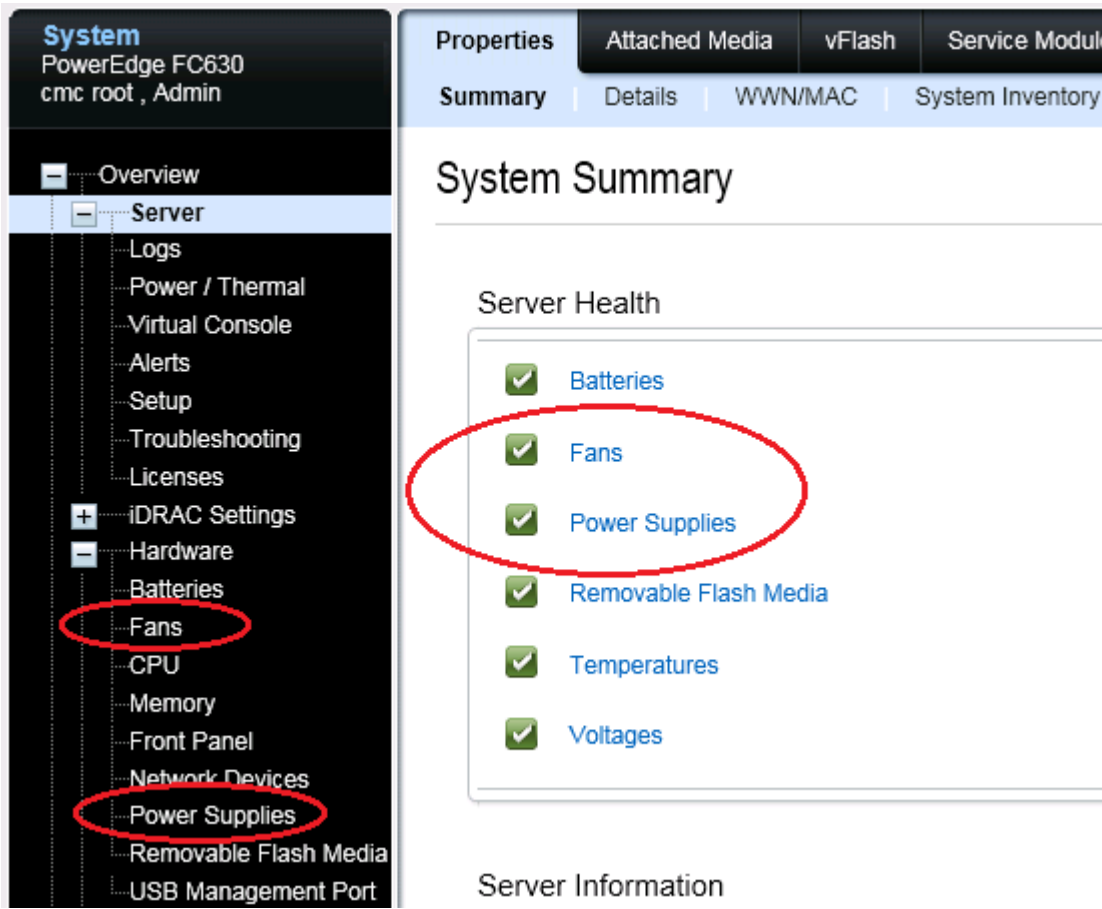 System
PowerEdge FC630
cmc root , Admin
Overview
Server
Logs
Power / Thermal
Virtual Console
Alerts
Setup
Troubleshooting
Licenses
iDRAC Settings
Hardware
Batteries
Fans
CPU
Memory
Front Panel
Network Devices
Power Supplies
Removable Flash Media
USB Management Port
Properties Attached Media vFlash Service Modul
Summary Details WWN/MAC System Inventory
System Summary
Server Health
Batteries
Fans
Power Supplies
Removable Flash Media
Temperatures
Voltages
Server Information